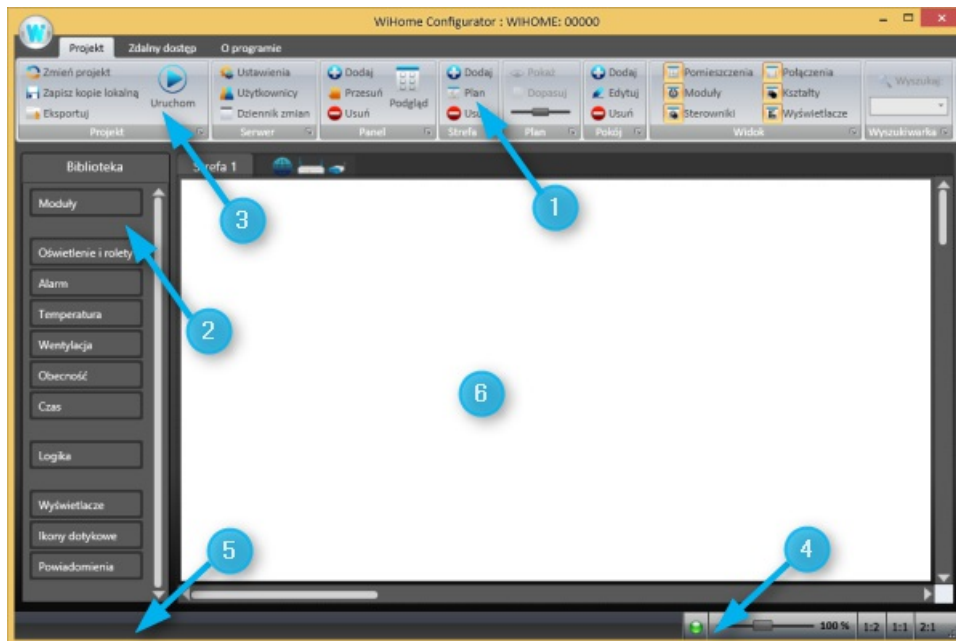 WiHome Configurator : WIHOME: 00000
Projekt Zdalny dostęp O programie
Zmień projekt
Zapisz kopie lokalną
Eksportuj
Uruchom
Projekt
Ustawienia
Użytkownicy
Dziennik zmian
Serwer
Dodaj
Przesuń
Usuń
Podgląd
Panel
Dodaj
Plan
Usuń
Strefa
Pokaż
Dopasuj
Plan
Dodaj
Edytuj
Usuń
Pokój
Pomieszczenia
Moduły
Sterowniki
Połączenia
Kształty
Wyświetlacze
Widok
Wyszukaj
Wyszukiwarka
Biblioteka
Strefa 1
Moduły
Oświetlenie i rolety
Alarm
Temperatura
Wentylacja
Obecność
Czas
Logika
Wyświetlacze
Ikony dotykowe
Powiadomienia
1
2
3
4
5
6
100 % 1:2 1:1 2:1